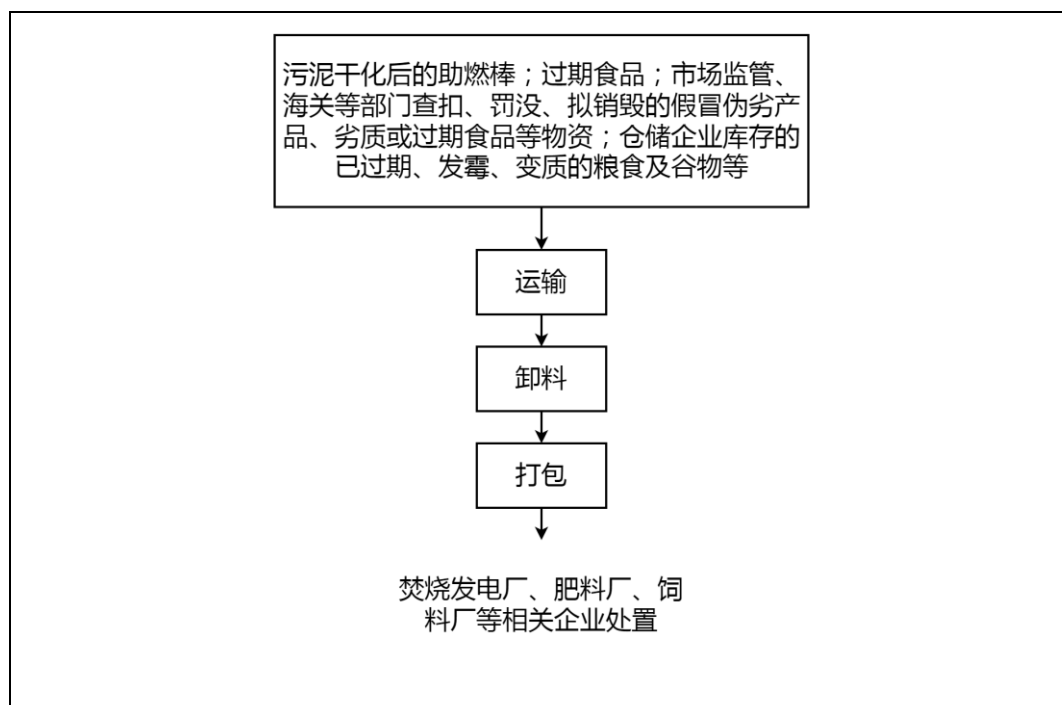 污泥干化后的助燃棒；过期食品；市场监管、
海关等部门查扣、罚没、拟销毁的假冒伪劣产
品、劣质或过期食品等物资；仓储企业库存的
已过期、发霉、变质的粮食及谷物等
运输
卸料
打包
焚烧发电厂、肥料厂、饲
料厂等相关企业处置